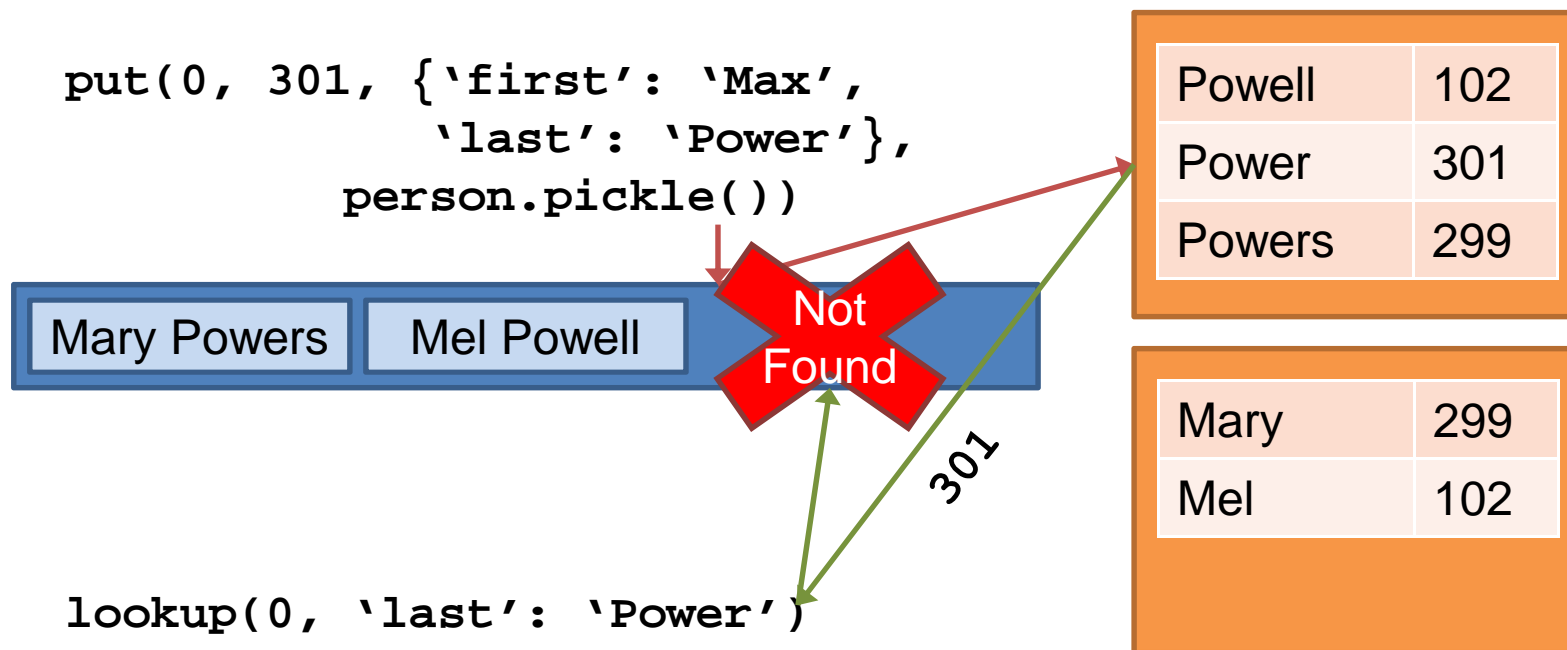 put(0, 301, {‘first’: ‘Max’,
‘last’: ‘Power’},
person.pickle())
Mary Powers Mel Powell Not
Found
301
lookup(0, ‘last’: ‘Power’)
Powell 102
Power 301
Powers 299
Mary 299
Mel 102